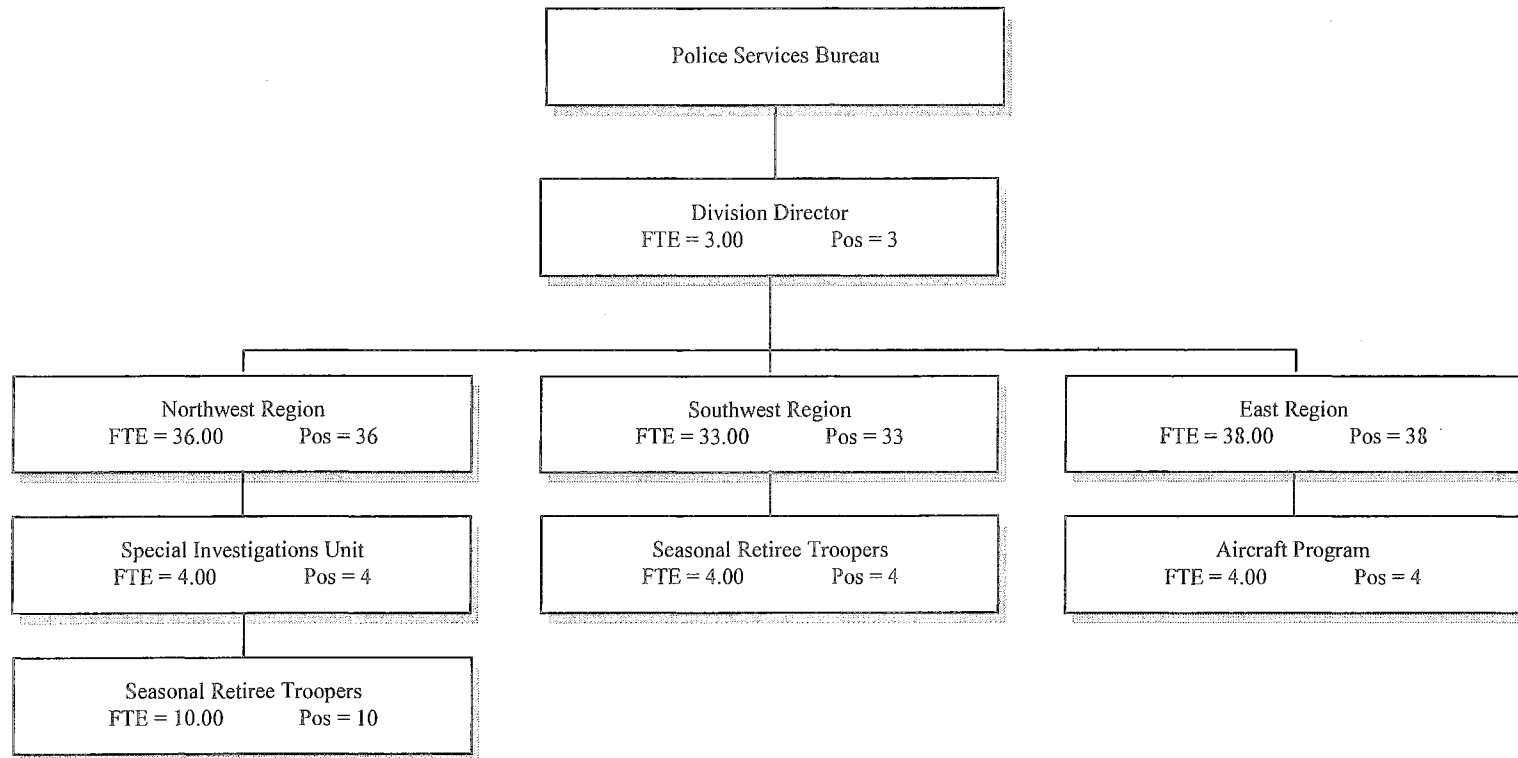 Police Services Bureau
Division Director
FTE = 3.00 Pos = 3
Northwest Region
FTE = 36.00 Pos = 36
Southwest Region
FTE = 33.00 Pos = 33
East Region
FTE = 38.00 Pos = 38
Special Investigations Unit
FTE = 4.00 Pos = 4
Seasonal Retiree Troopers
FTE = 4.00 Pos = 4
Aircraft Program
FTE = 4.00 Pos = 4
Seasonal Retiree Troopers
FTE = 10.00 Pos = 10